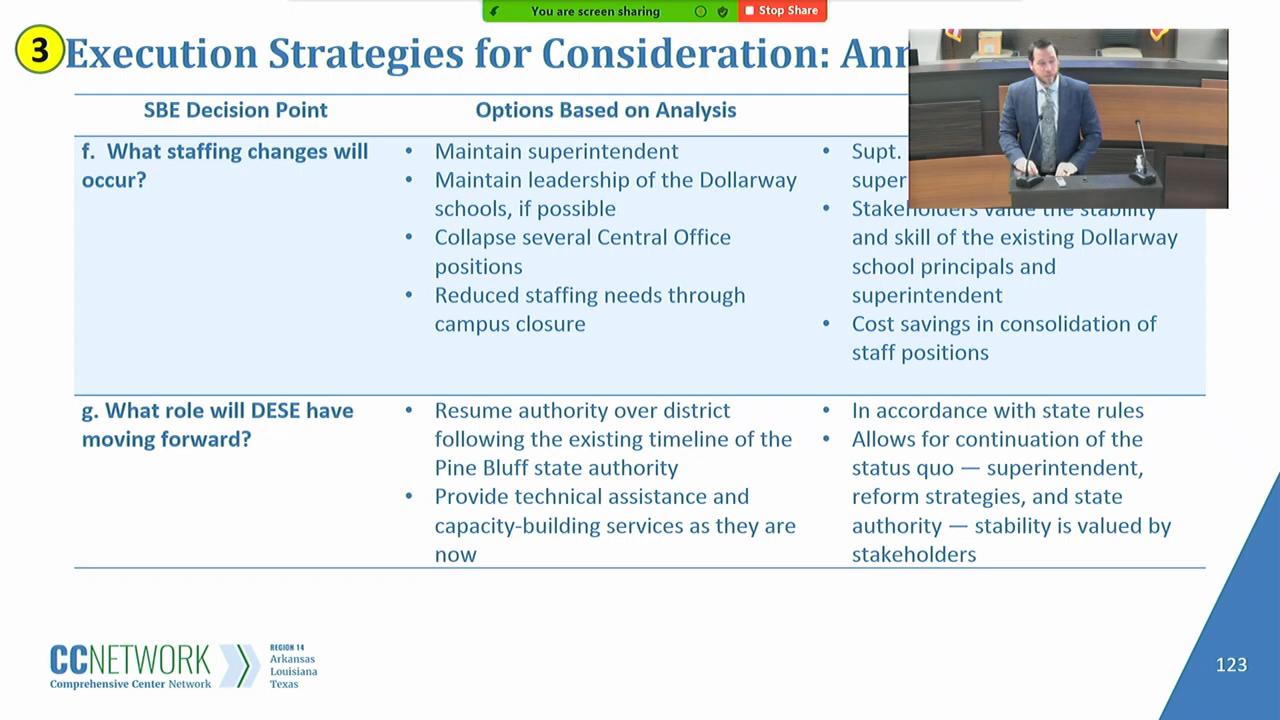 You are screen sharing
Stop Share
3
Execution Strategies for Consideration:
SBE Decision Point
Options Based on Analysis
f. What staffing changes will
occur?
• Maintain superintendent
• Maintain leadership of the Dollarway
schools, if possible
• Collapse several Central Office
positions
• Reduced staffing needs through
campus closure
• Supt.
• Stakeholders value the stability
and skill of the existing Dollarway
school principals and
superintendent
• Cost savings in consolidation of
staff positions
g. What role will DESE have
moving forward?
• Resume authority over district
following the existing timeline of the
Pine Bluff state authority
• Provide technical assistance and
capacity-building services as they are
now
• In accordance with state rules
• Allows for continuation of the
status quo — superintendent,
reform strategies, and state
authority — stability is valued by
stakeholders
CCNETWORK
Comprehensive Center Network
REGION 14
Arkansas
Louisiana
Texas
123